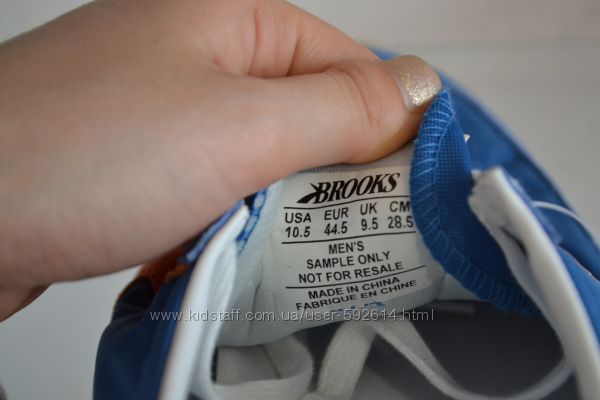 BROOKS
USA EUR UK CM
10.5 44.5 9.5 28.5
MEN'S
SAMPLE ONLY
NOT FOR RESALE
MADE IN CHINA
FABRIQUE EN CHINE
www.kidstaff.com.ua/user-592614.html